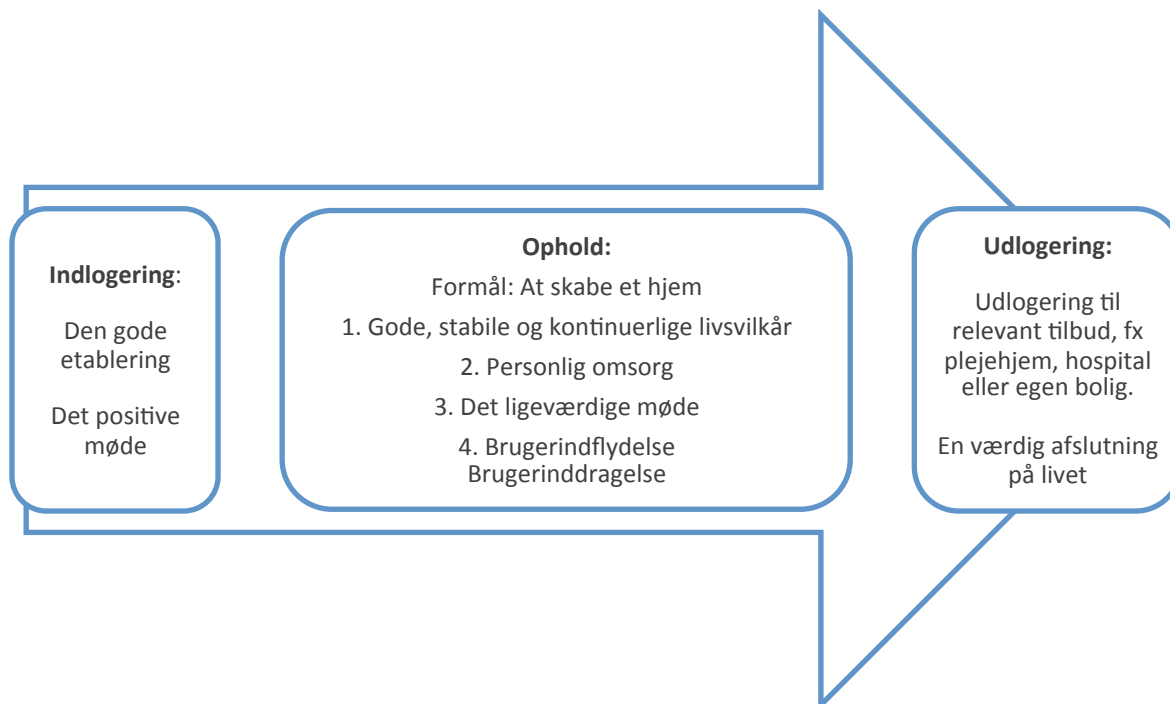 Indlogering:
Den gode
etablering
Det positive
møde
Ophold:
Formål: At skabe et hjem
1. Gode, stabile og kontinuerlige livsvilkår
2. Personlig omsorg
3. Det ligeværdige møde
4. Brugerindflydelse
Brugerinddragelse
Udlogering:
Udlogering til
relevant tilbud, fx
plejehjem, hospital
eller egen bolig.
En værdig afslutning
på livet